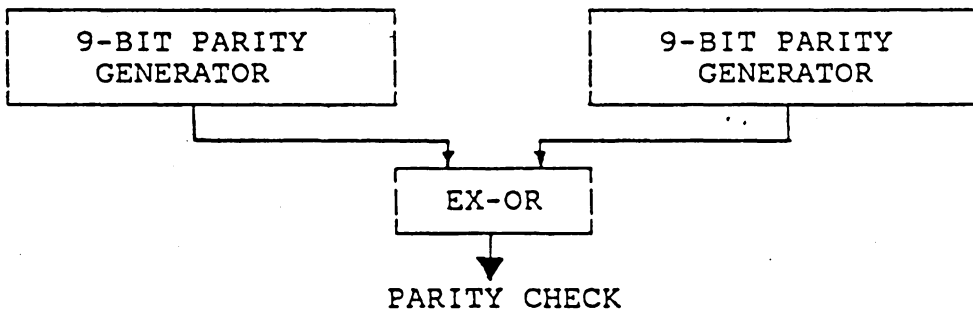 9-BIT PARITY
GENERATOR
9-BIT PARITY
GENERATOR
EX-OR
PARITY CHECK